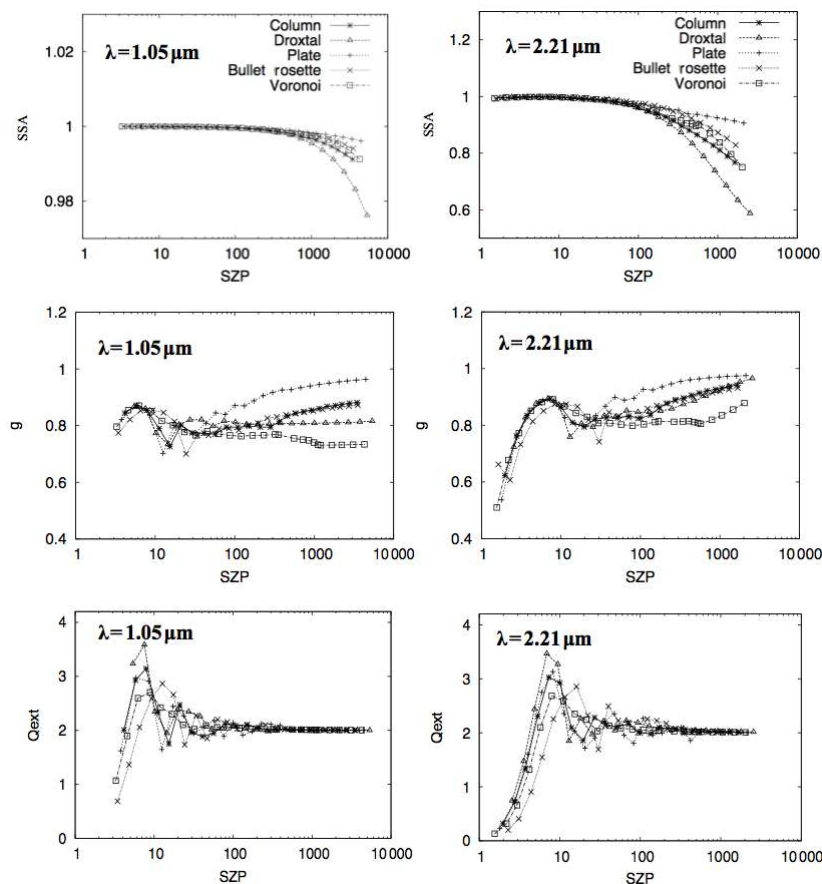 1.02
1
0.98
SSA
λ=1.05μm
Column
Droxtal
Plate
Bullet rosette
Voronoi
1 10 100 1000 10000
SZP
1.2
1
0.8
0.6
SSA
λ=2.21μm
Column
Droxtal
Plate
Bullet rosette
Voronoi
1 10 100 1000 10000
SZP
1.2
1
0.8
0.6
0.4
g
λ=1.05μm
1 10 100 1000 10000
SZP
1.2
1
0.8
0.6
0.4
g
λ=2.21μm
1 10 100 1000 10000
SZP
4
3
2
1
0
Qext
λ=1.05μm
1 10 100 1000 10000
SZP
4
3
2
1
0
Qext
λ=2.21μm
1 10 100 1000 10000
SZP